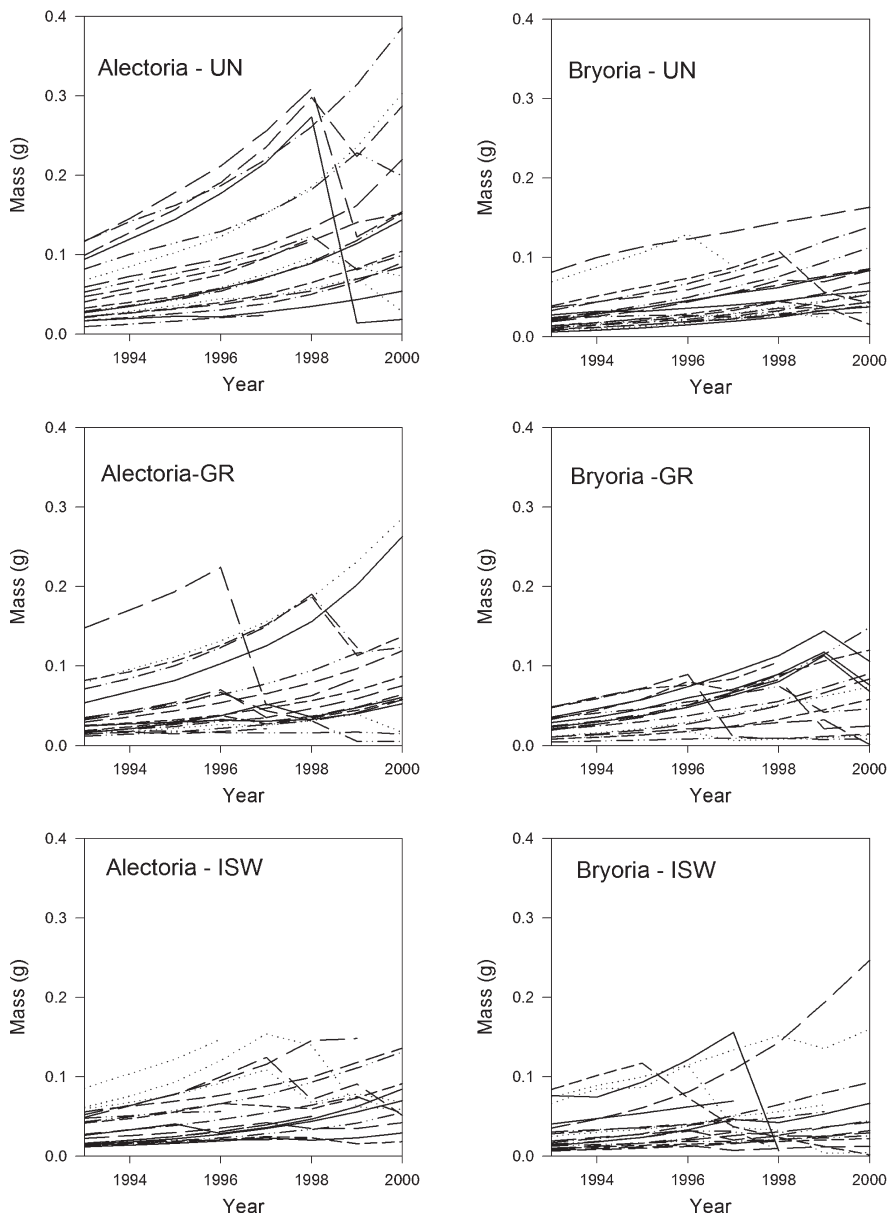 Alectoria - UN
Mass (g)
0.4
0.3
0.2
0.1
0.0
1994 1996 1998 2000
Year
Bryoria - UN
Mass (g)
0.4
0.3
0.2
0.1
0.0
1994 1996 1998 2000
Year
Alectoria-GR
Mass (g)
0.4
0.3
0.2
0.1
0.0
1994 1996 1998 2000
Year
Bryoria -GR
Mass (g)
0.4
0.3
0.2
0.1
0.0
1994 1996 1998 2000
Year
Alectoria - ISW
Mass (g)
0.4
0.3
0.2
0.1
0.0
1994 1996 1998 2000
Year
Bryoria - ISW
Mass (g)
0.4
0.3
0.2
0.1
0.0
1994 1996 1998 2000
Year